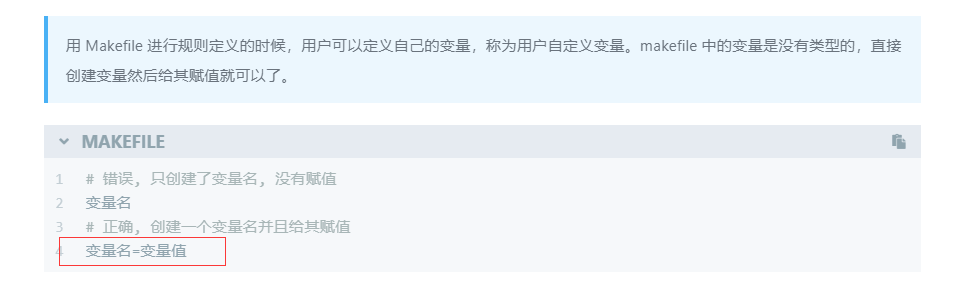 用 Makefile 进行规则定义的时候，用户可以定义自己的变量，称为用户自定义变量。makefile 中的变量是没有类型的，直接
创建变量然后给其赋值就可以了。
MAKEFILE
1 # 错误, 只创建了变量名, 没有赋值
2 变量名
3 # 正确, 创建一个变量名并且给其赋值
4 变量名=变量值